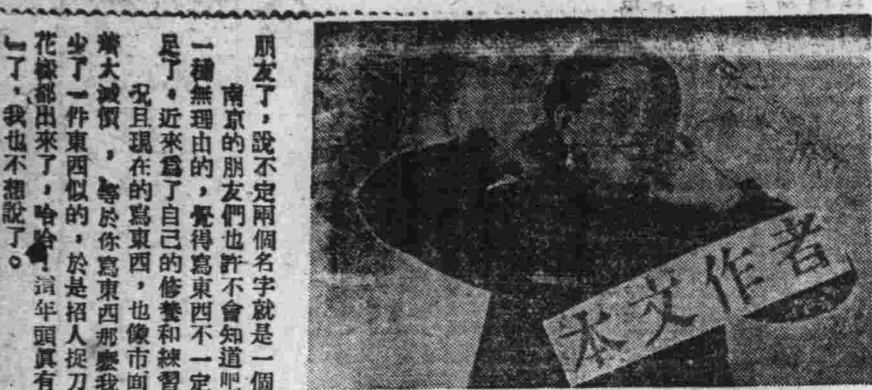 本文作者
朋友了，說不定兩個名字就是一個
南京的朋友們也許不會知道吧
一種無理由的，覺得寫東西不一定
足了。近來爲了自己的修養和練習
況且現在的寫東西，也像市面
大減價，等於你寫東西那麽我
少了一件東西似的。於是招人捉刀
花樣都出來了，哈哈！這年頭眞有
』了，我也不想說了。